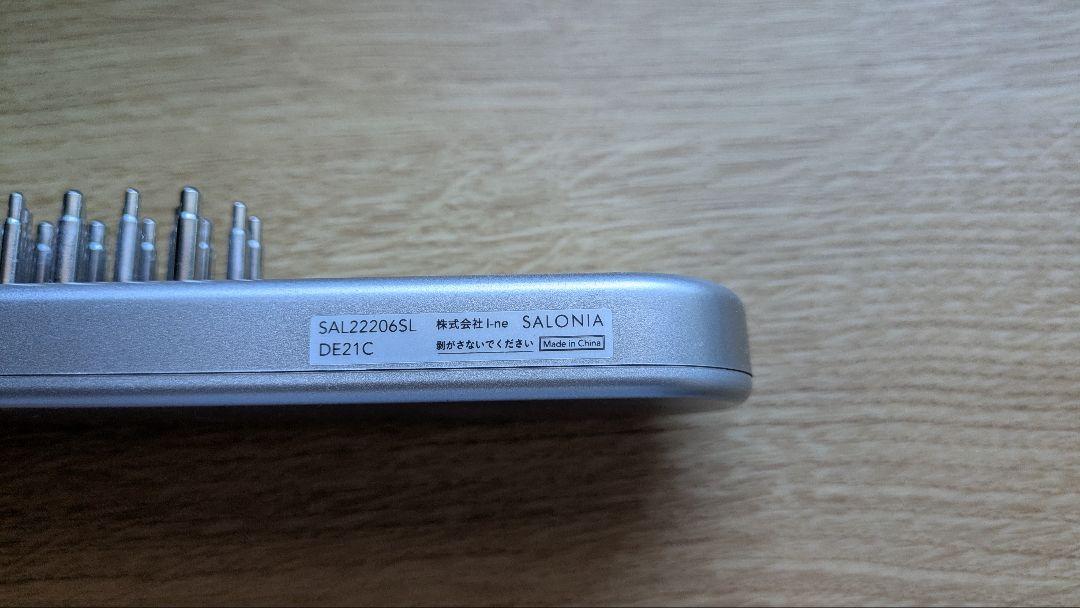 SAL22206SL 株式会社I-ne SALONIA
DE21C 剝がさないでください Made in China